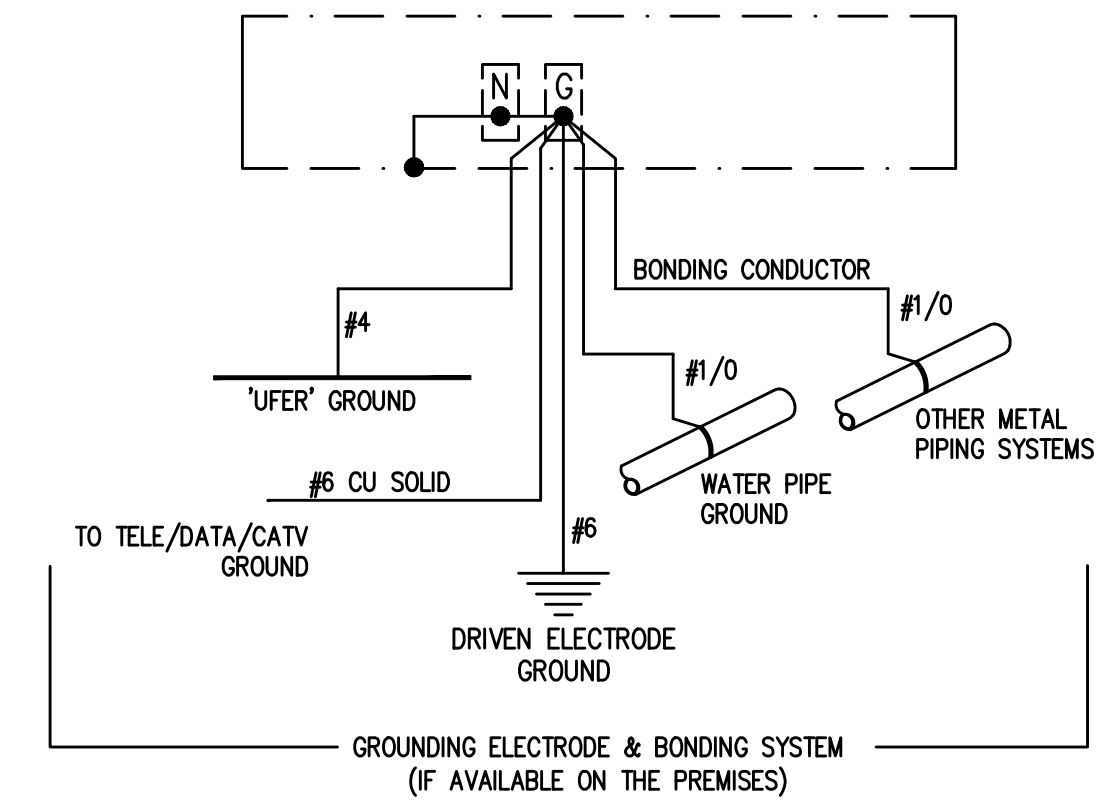 N G
BONDING CONDUCTOR
#1/0
#4
#1/0
'UFER' GROUND
OTHER METAL
PIPING SYSTEMS
#6 CU SOLID
WATER PIPE
GROUND
TO TELE/DATA/CATV
GROUND
#6
DRIVEN ELECTRODE
GROUND
GROUNDING ELECTRODE & BONDING SYSTEM
(IF AVAILABLE ON THE PREMISES)